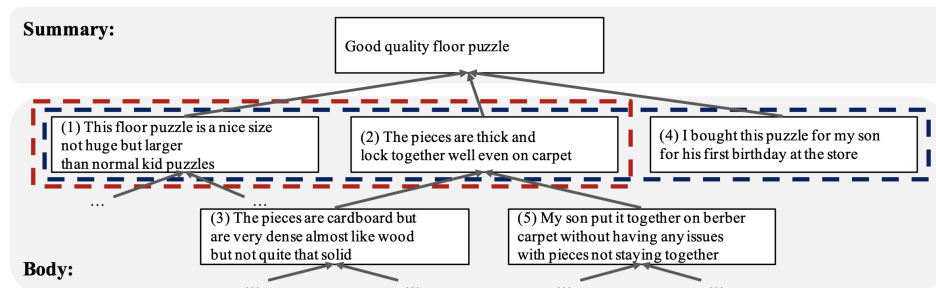 Summary:
Good quality floor puzzle
(1) This floor puzzle is a nice size
not huge but larger
than normal kid puzzles
(2) The pieces are thick and
lock together well even on carpet
(4) I bought this puzzle for my son
for his first birthday at the store
...
...
(3) The pieces are cardboard but
are very dense almost like wood
but not quite that solid
(5) My son put it together on berber
carpet without having any issues
with pieces not staying together
Body:
...
...
...
...